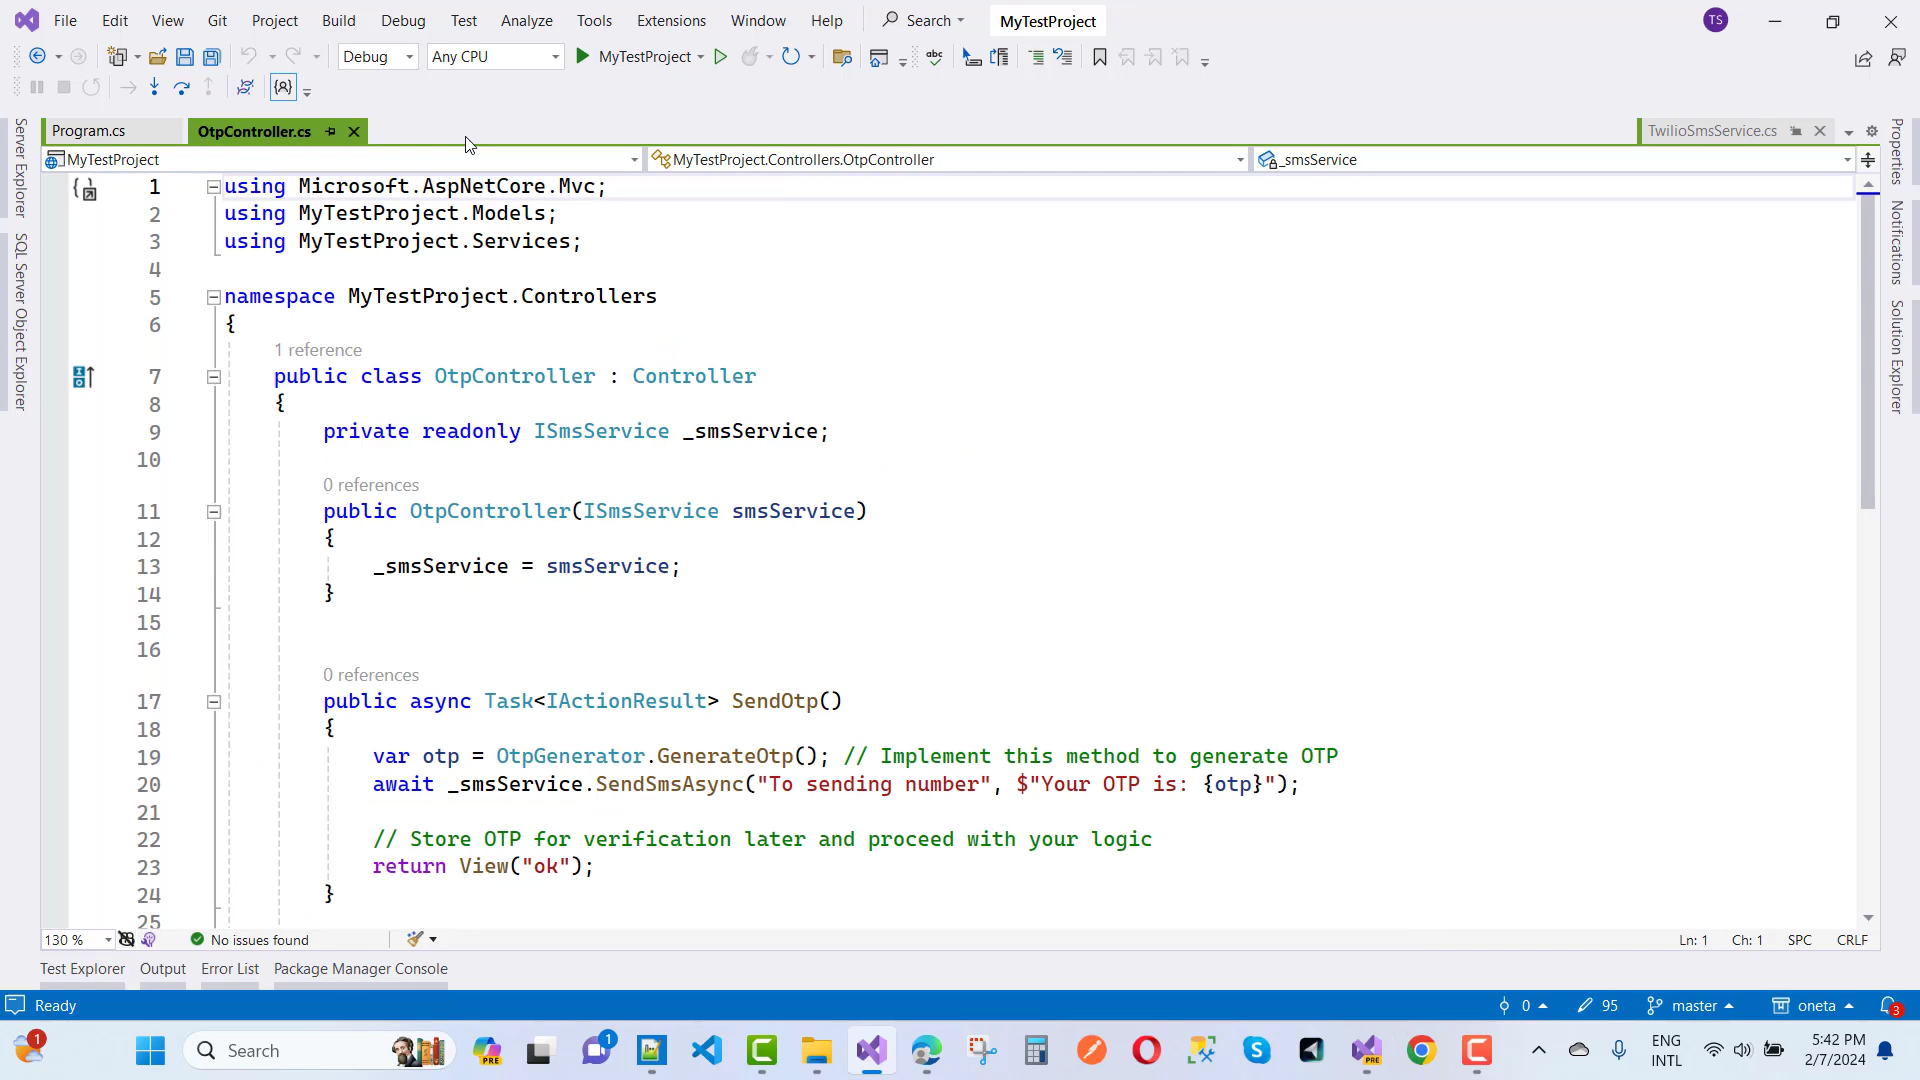 File Edit View Git Project Build Debug Test Analyze Tools Extensions Window Help Search MyTestProject TS
Debug Any CPU MyTestProject abc
Program.cs OtpController.cs TwilioSmsService.cs
MyTestProject MyTestProject.Controllers.OtpController _smsService
Server Explorer
SQL Server Object Explorer
Properties
Notifications
Solution Explorer
1 using Microsoft.AspNetCore.Mvc;
2 using MyTestProject.Models;
3 using MyTestProject.Services;
4
5 namespace MyTestProject.Controllers
6 {
1 reference
7 public class OtpController : Controller
8 {
9 private readonly ISmsService _smsService;
10
0 references
11 public OtpController(ISmsService smsService)
12 {
13 _smsService = smsService;
14 }
15
16
0 references
17 public async Task<IActionResult> SendOtp()
18 {
19 var otp = OtpGenerator.GenerateOtp(); // Implement this method to generate OTP
20 await _smsService.SendSmsAsync("To sending number", $"Your OTP is: {otp}");
21
22 // Store OTP for verification later and proceed with your logic
23 return View("ok");
24 }
25
130 % No issues found Ln: 1 Ch: 1 SPC CRLF
Test Explorer Output Error List Package Manager Console
Ready 0 95 master oneta 3
1 Search PRE 1 PRE ENG INTL 5:42 PM 2/7/2024